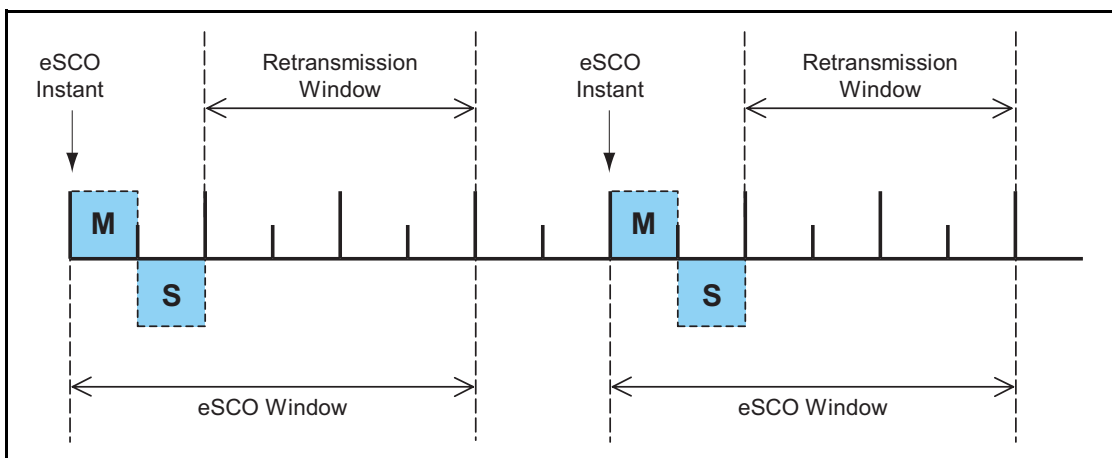 eSCO
Instant
Retransmission
Window
eSCO
Instant
Retransmission
Window
M
S
M
S
eSCO Window
eSCO Window